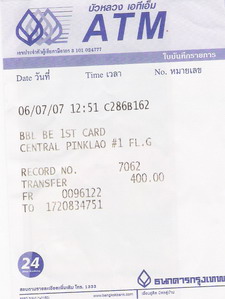 บัวหลวง เอทีเอ็ม
ATM
ใบบันทึกรายการ
Date วันที่ Time เวลา No. หมายเลข
06/07/07 12:51 C286B162
BBL BE 1ST CARD
CENTRAL PINKLAO #1 FL.G
RECORD NO. 7062
TRANSFER 400.00
FR 0096122
TO 1720834751
24
ธนาคารกรุงเทพ